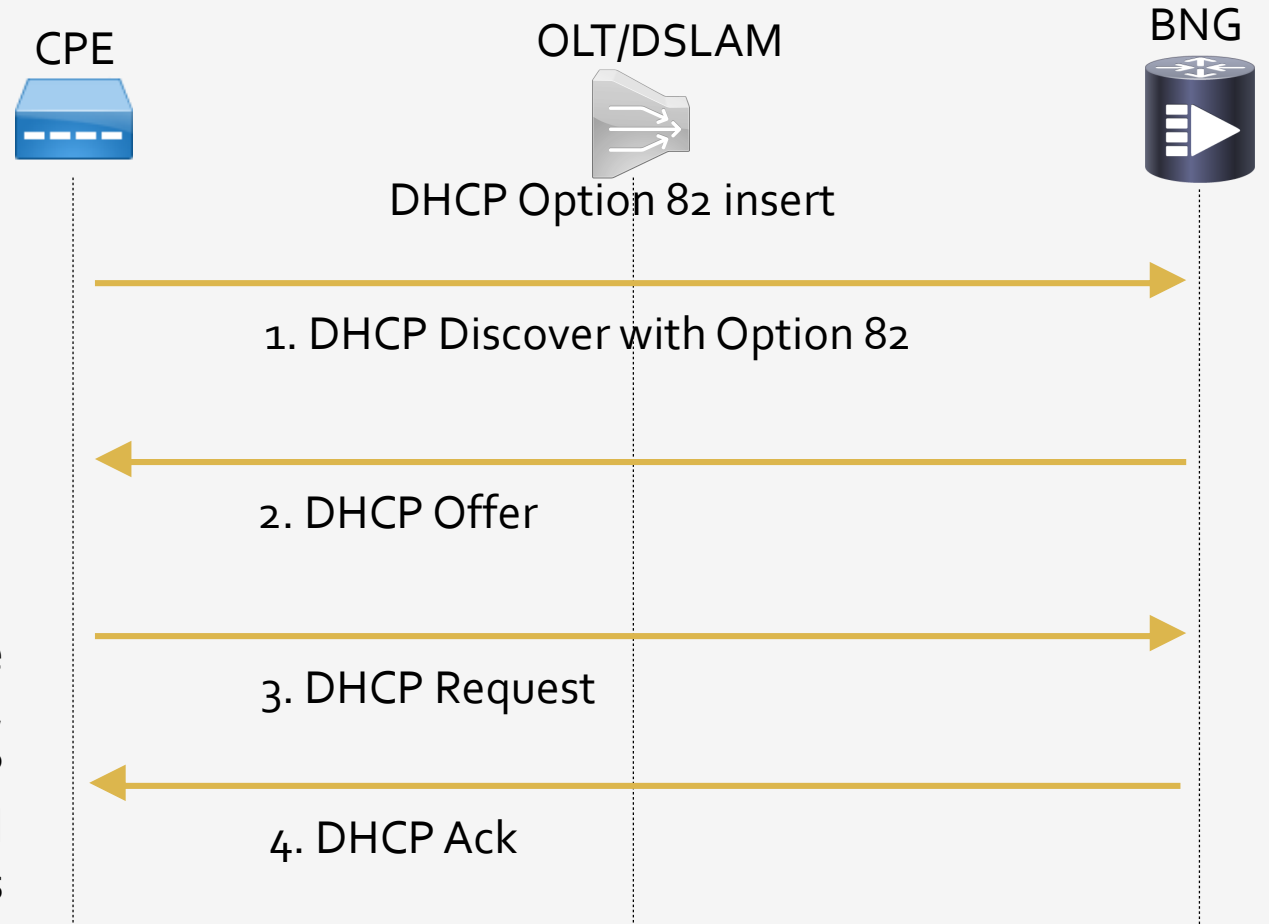 CPE
OLT/DSLAM
BNG
DHCP Option 82 insert
1. DHCP Discover with Option 82
2. DHCP Offer
3. DHCP Request
4. DHCP Ack